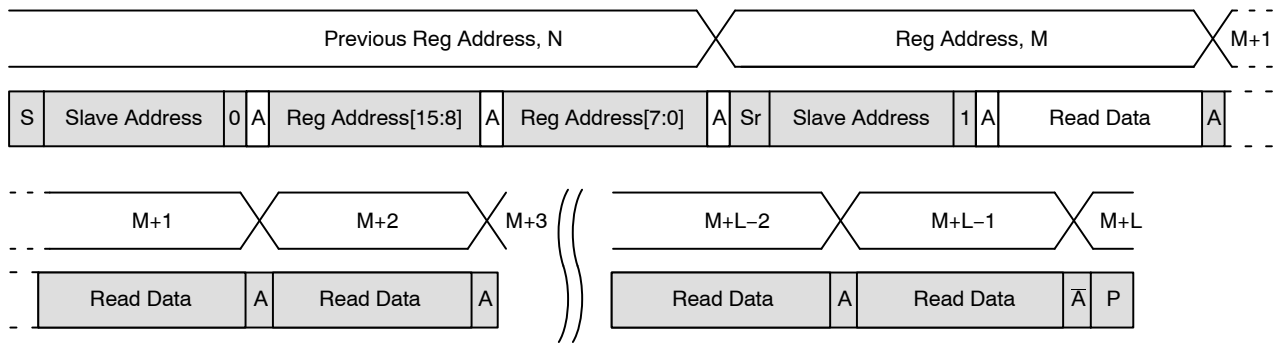 Previous Reg Address, N Reg Address, M M+1
S Slave Address 0 A Reg Address[15:8] A Reg Address[7:0] A Sr Slave Address 1 A Read Data A
M+1 M+2 M+3 M+L−2 M+L−1 M+L
Read Data A Read Data A Read Data A Read Data A̅ P